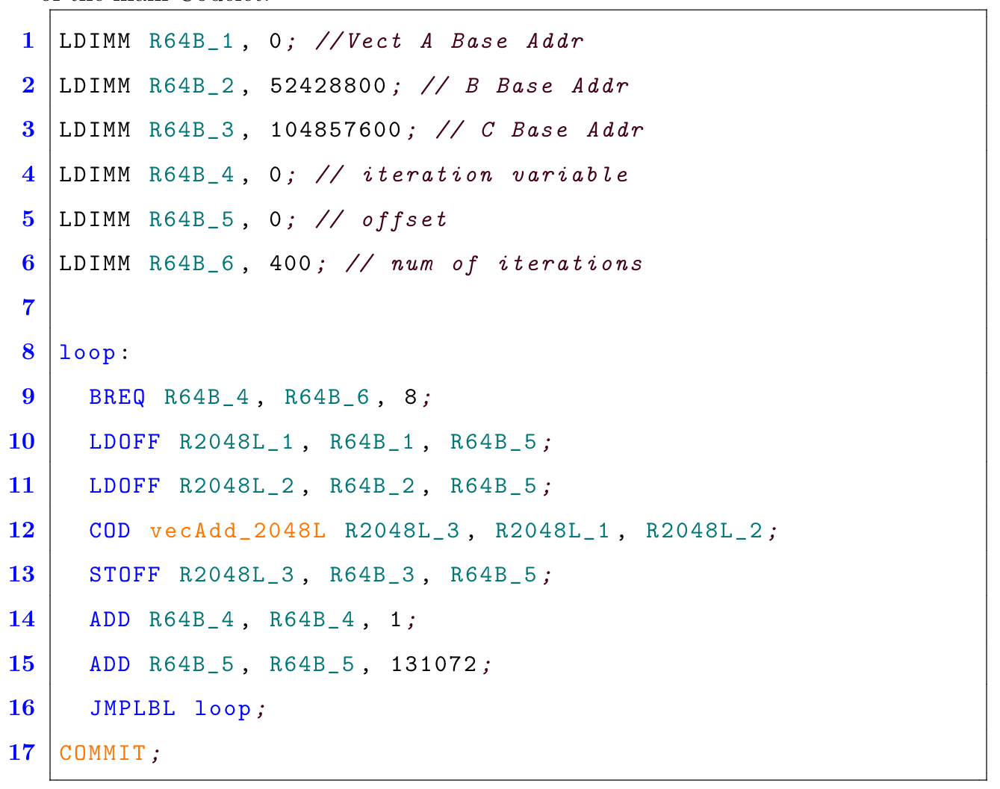 of the main Codelet.
1 LDIMM R64B_1, 0; //Vect A Base Addr
2 LDIMM R64B_2, 52428800; // B Base Addr
3 LDIMM R64B_3, 104857600; // C Base Addr
4 LDIMM R64B_4, 0; // iteration variable
5 LDIMM R64B_5, 0; // offset
6 LDIMM R64B_6, 400; // num of iterations
7
8 loop:
9 BREQ R64B_4, R64B_6, 8;
10 LDOFF R2048L_1, R64B_1, R64B_5;
11 LDOFF R2048L_2, R64B_2, R64B_5;
12 COD vecAdd_2048L R2048L_3, R2048L_1, R2048L_2;
13 STOFF R2048L_3, R64B_3, R64B_5;
14 ADD R64B_4, R64B_4, 1;
15 ADD R64B_5, R64B_5, 131072;
16 JMPLBL loop;
17 COMMIT;